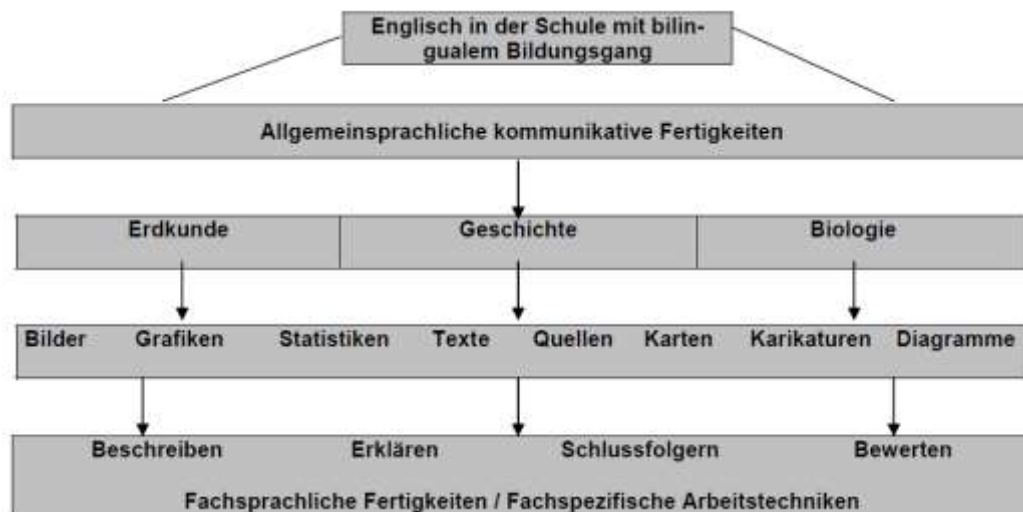 Englisch in der Schule mit bilin-
gualem Bildungsgang
Allgemeinsprachliche kommunikative Fertigkeiten
Erdkunde Geschichte Biologie
Bilder Grafiken Statistiken Texte Quellen Karten Karikaturen Diagramme
Beschreiben Erklären Schlussfolgern Bewerten
Fachsprachliche Fertigkeiten / Fachspezifische Arbeitstechniken